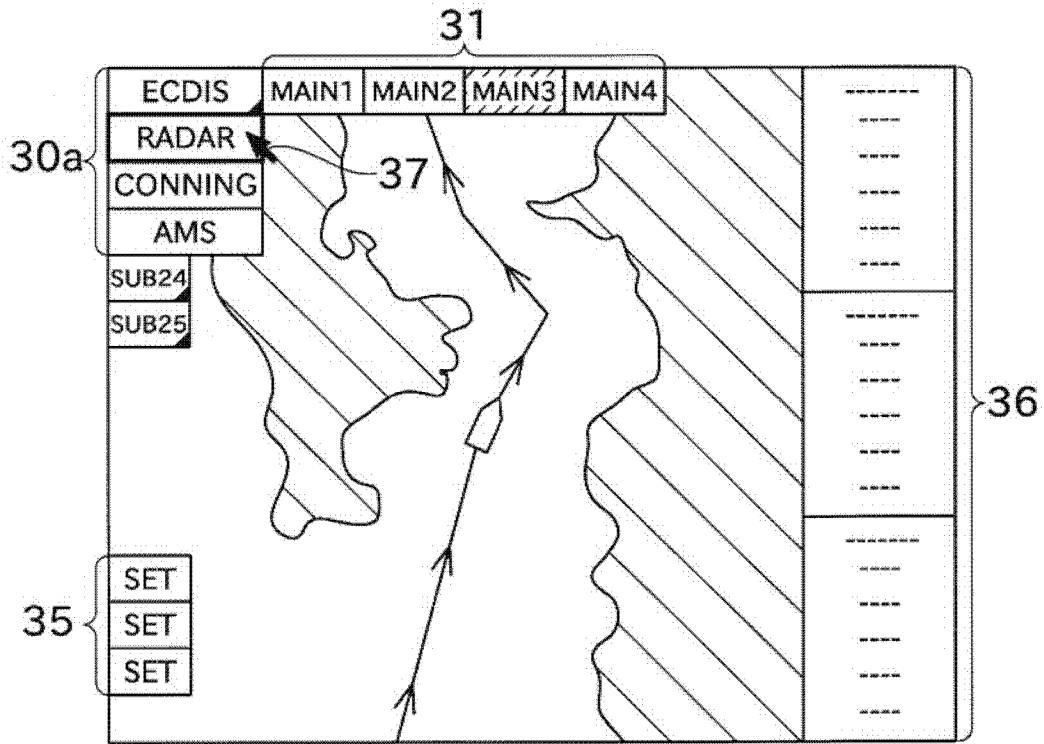 31
ECDIS MAIN1 MAIN2 MAIN3 MAIN4
RADAR
30a
37
CONNING
AMS
SUB24
SUB25
36
SET
35
SET
SET